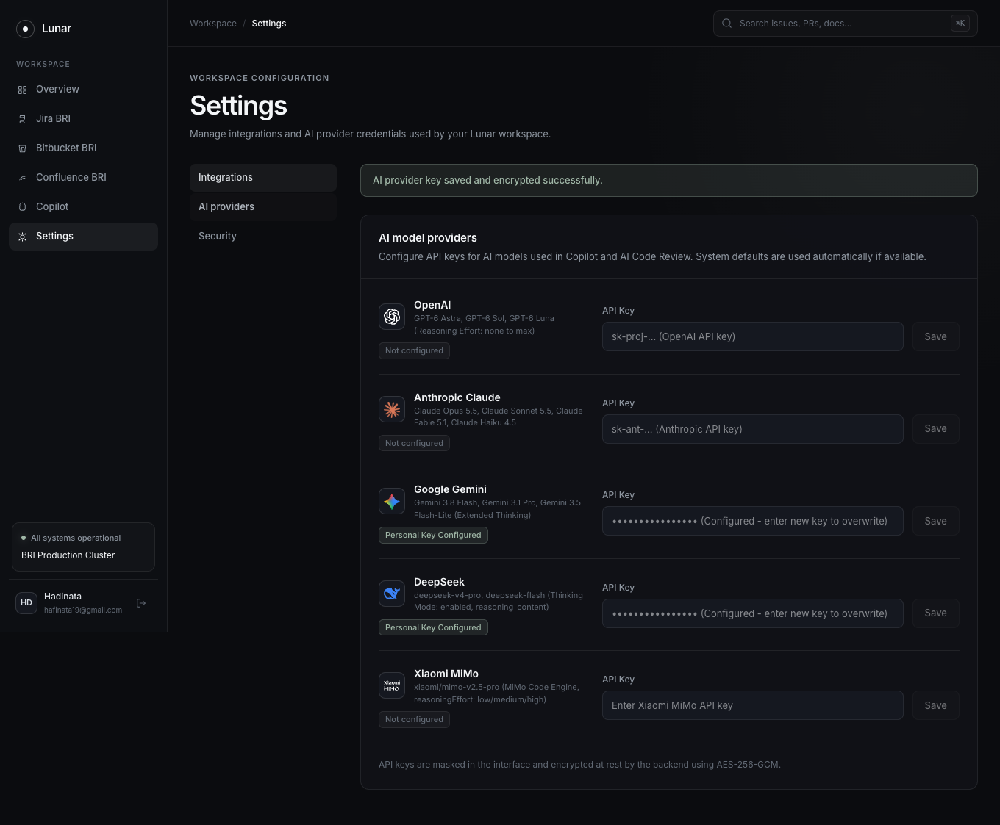 Lunar
WORKSPACE
Overview
Jira BRI
Bitbucket BRI
Confluence BRI
Copilot
Settings
All systems operational
BRI Production Cluster
HD
Hadinata
hafinata19@gmail.com
Workspace / Settings
Search issues, PRs, docs...
⌘K
WORKSPACE CONFIGURATION
Settings
Manage integrations and AI provider credentials used by your Lunar workspace.
Integrations
AI providers
Security
AI provider key saved and encrypted successfully.
AI model providers
Configure API keys for AI models used in Copilot and AI Code Review. System defaults are used automatically if available.
OpenAI
GPT-6 Astra, GPT-6 Sol, GPT-6 Luna
(Reasoning Effort: none to max)
Not configured
API Key
sk-proj-... (OpenAI API key)
Save
Anthropic Claude
Claude Opus 5.5, Claude Sonnet 5.5, Claude
Fable 5.1, Claude Haiku 4.5
Not configured
API Key
sk-ant-... (Anthropic API key)
Save
Google Gemini
Gemini 3.8 Flash, Gemini 3.1 Pro, Gemini 3.5
Flash-Lite (Extended Thinking)
Personal Key Configured
API Key
•••••••••••••••• (Configured - enter new key to overwrite)
Save
DeepSeek
deepseek-v4-pro, deepseek-flash (Thinking
Mode: enabled, reasoning_content)
Personal Key Configured
API Key
•••••••••••••••• (Configured - enter new key to overwrite)
Save
Xiaomi
MiMO
Xiaomi MiMo
xiaomi/mimo-v2.5-pro (MiMo Code Engine,
reasoningEffort: low/medium/high)
Not configured
API Key
Enter Xiaomi MiMo API key
Save
API keys are masked in the interface and encrypted at rest by the backend using AES-256-GCM.